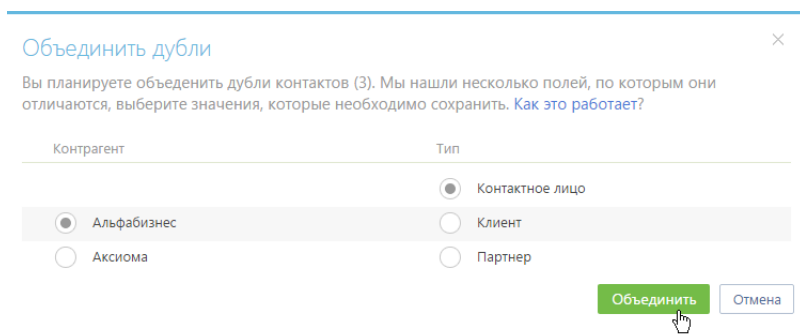 Объединить дубли
Вы планируете объеденить дубли контактов (3). Мы нашли несколько полей, по которым они
отличаются, выберите значения, которые необходимо сохранить. Как это работает?
Контрагент Тип
Контактное лицо
Альфабизнес Клиент
Аксиома Партнер
Объединить Отмена